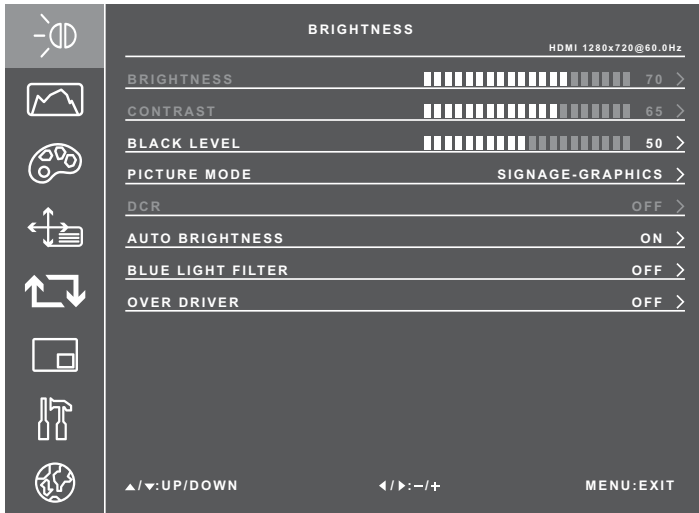 BRIGHTNESS
HDMI 1280x720@60.0Hz
BRIGHTNESS 70
CONTRAST 65
BLACK LEVEL 50
PICTURE MODE SIGNAGE-GRAPHICS
DCR OFF
AUTO BRIGHTNESS ON
BLUE LIGHT FILTER OFF
OVER DRIVER OFF
▲/▼:UP/DOWN ◀/▶:−/+ MENU:EXIT